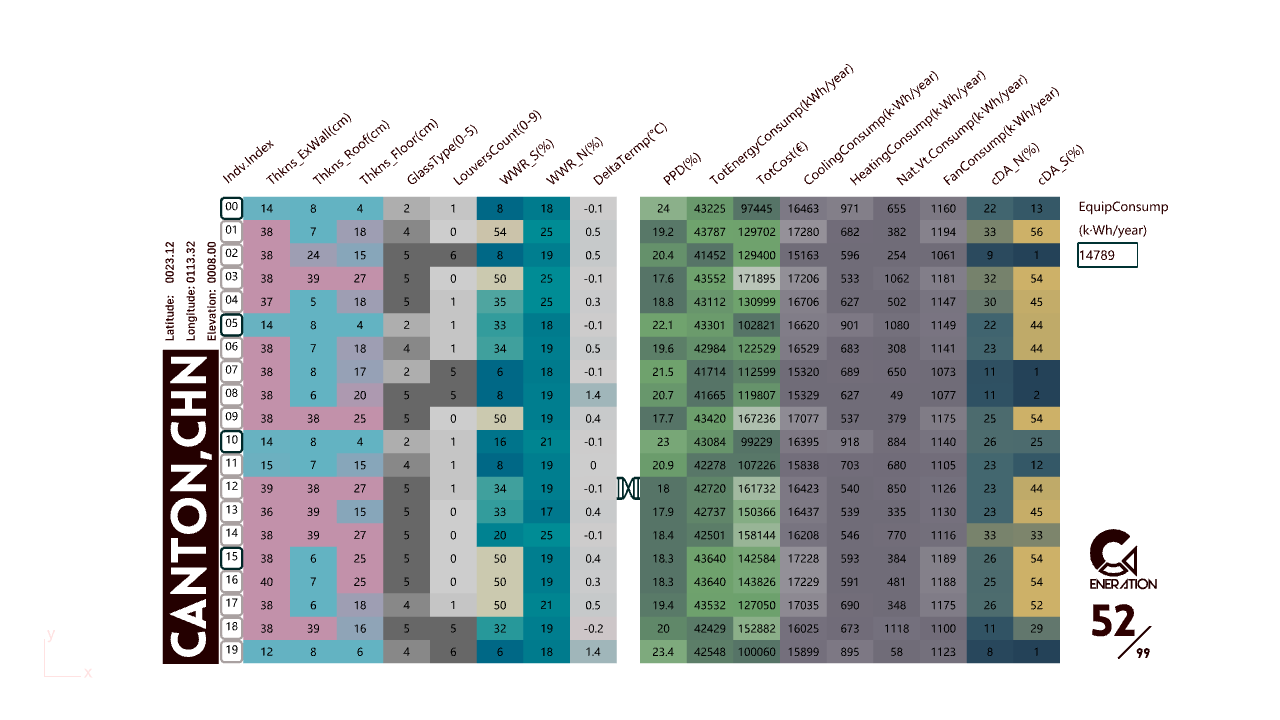 Indv.Index Thkns_ExWall(cm) Thkns_Roof(cm) Thkns_Floor(cm) GlassType(0-5) LouversCount(0-9) WWR_S(%) WWR_N(%) DeltaTermp(°C) PPD(%) TotEnergyConsump(kWh/year) TotCost(€) CoolingConsump(k·Wh/year) HeatingConsump(k·Wh/year) Nat.Vt.Consump(k·Wh/year) FanConsump(k·Wh/year) cDA_N(%) cDA_S(%)
00 14 8 4 2 1 8 18 -0.1 24 43225 97445 16463 971 655 1160 22 13
01 38 7 18 4 0 54 25 0.5 19.2 43787 129702 17280 682 382 1194 33 56
02 38 24 15 5 6 8 19 0.5 20.4 41452 129400 15163 596 254 1061 9 1
03 38 39 27 5 0 50 25 -0.1 17.6 43552 171895 17206 533 1062 1181 32 54
04 37 5 18 5 1 35 25 0.3 18.8 43112 130999 16706 627 502 1147 30 45
05 14 8 4 2 1 33 18 -0.1 22.1 43301 102821 16620 901 1080 1149 22 44
06 38 7 18 4 1 34 19 0.5 19.6 42984 122529 16529 683 308 1141 23 44
07 38 8 17 2 5 6 18 -0.1 21.5 41714 112599 15320 689 650 1073 11 1
08 38 6 20 5 5 8 19 1.4 20.7 41665 119807 15329 627 49 1077 11 2
09 38 38 25 5 0 50 19 0.4 17.7 43420 167236 17077 537 379 1175 25 54
10 14 8 4 2 1 16 21 -0.1 23 43084 99229 16395 918 884 1140 26 25
11 15 7 15 4 1 8 19 0 20.9 42278 107226 15838 703 680 1105 23 12
12 39 38 27 5 1 34 19 -0.1 18 42720 161732 16423 540 850 1126 23 44
13 36 39 15 5 0 33 17 0.4 17.9 42737 150366 16437 539 335 1130 23 45
14 38 39 27 5 0 20 25 -0.1 18.4 42501 158144 16208 546 770 1116 33 33
15 38 6 25 5 0 50 19 0.4 18.3 43640 142584 17228 593 384 1189 26 54
16 40 7 25 5 0 50 19 0.3 18.3 43640 143826 17229 591 481 1188 25 54
17 38 6 18 4 1 50 21 0.5 19.4 43532 127050 17035 690 348 1175 26 52
18 38 39 16 5 5 32 19 -0.2 20 42429 152882 16025 673 1118 1100 11 29
19 12 8 6 4 6 6 18 1.4 23.4 42548 100060 15899 895 58 1123 8 1
Latitude: 0023.12
Longitude: 0113.32
Elevation: 0008.00
CANTON,CHN
EquipConsump
(k·Wh/year)
14789
ENERATION
52/99
y
x